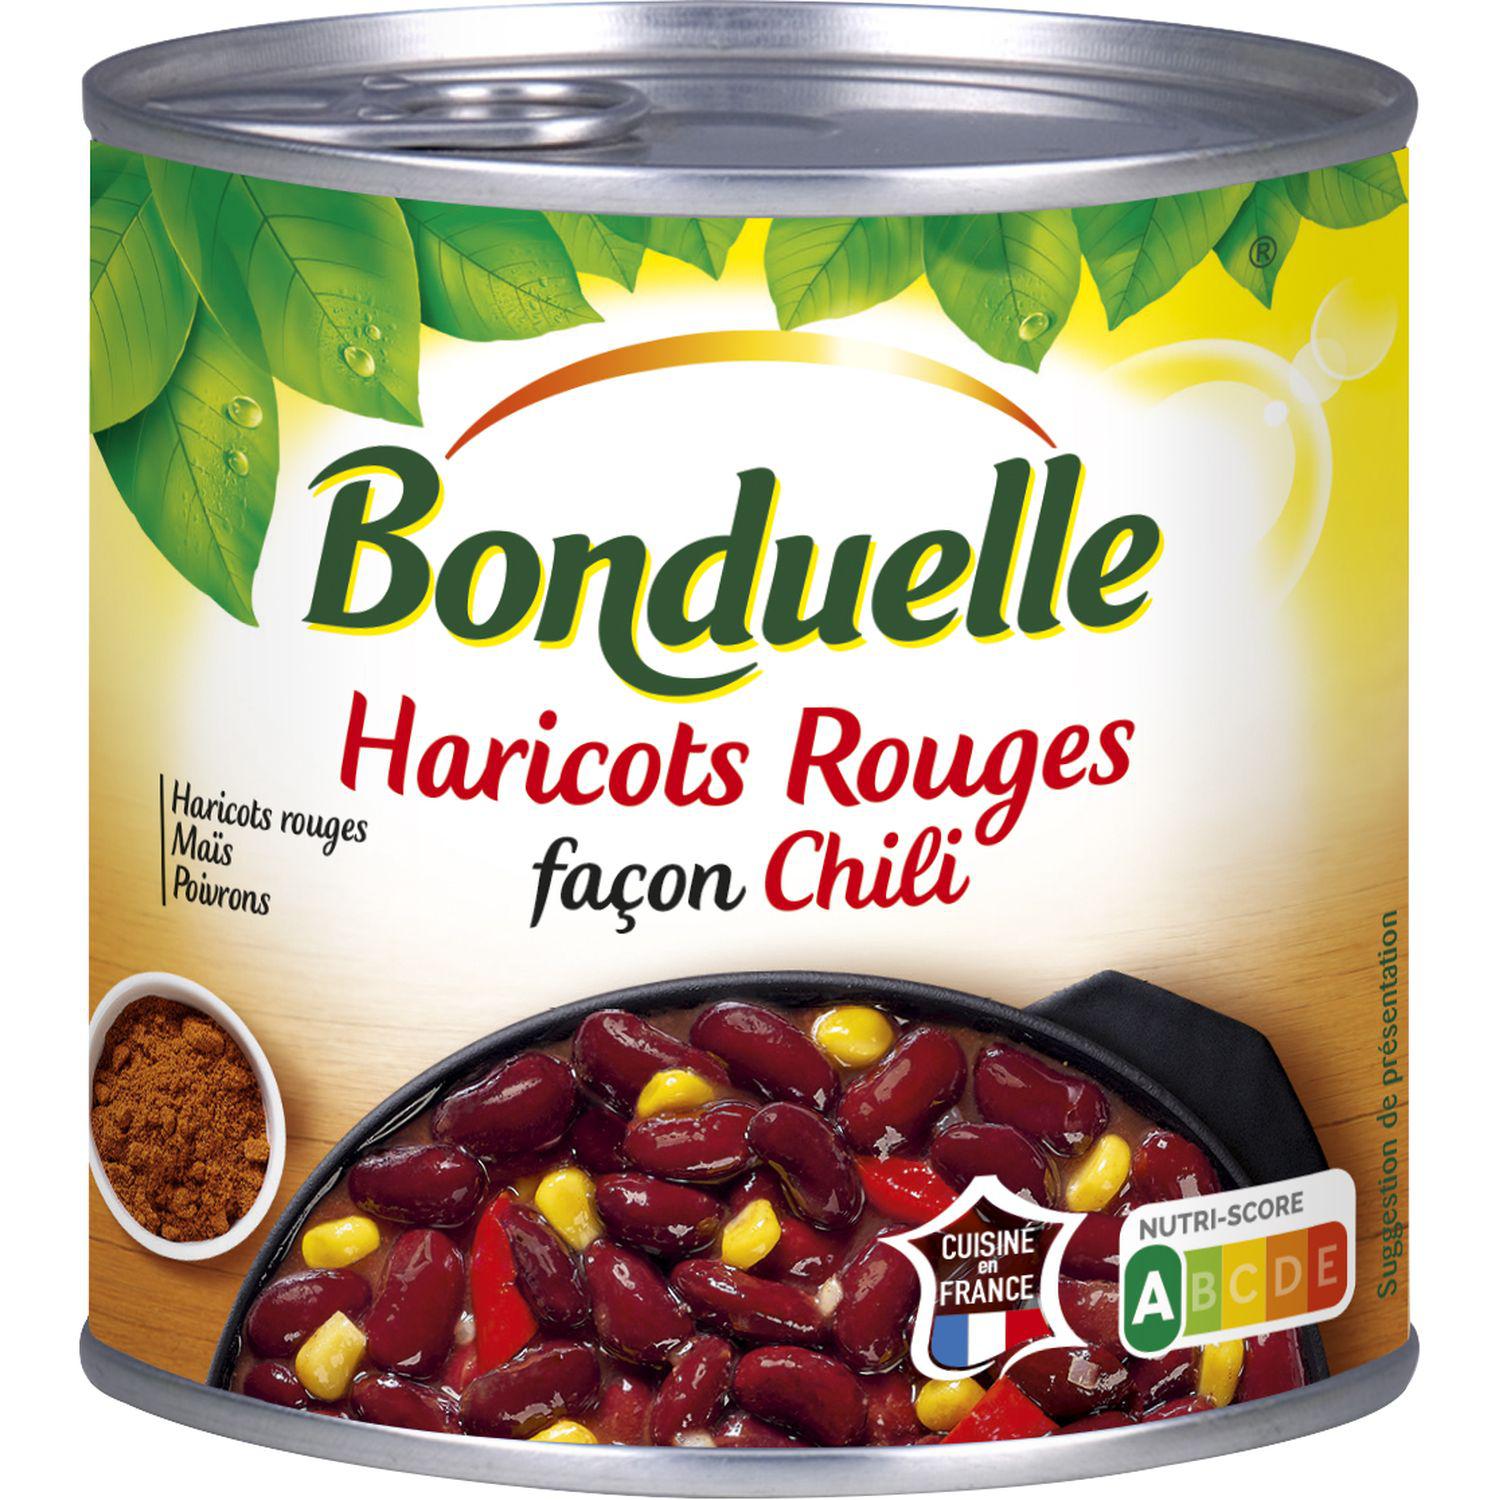 ®
Bonduelle
Haricots Rouges
façon Chili
Haricots rouges
Maïs
Poivrons
CUISINÉ
en
FRANCE
NUTRI-SCORE
A B C D E
Suggestion de présentation